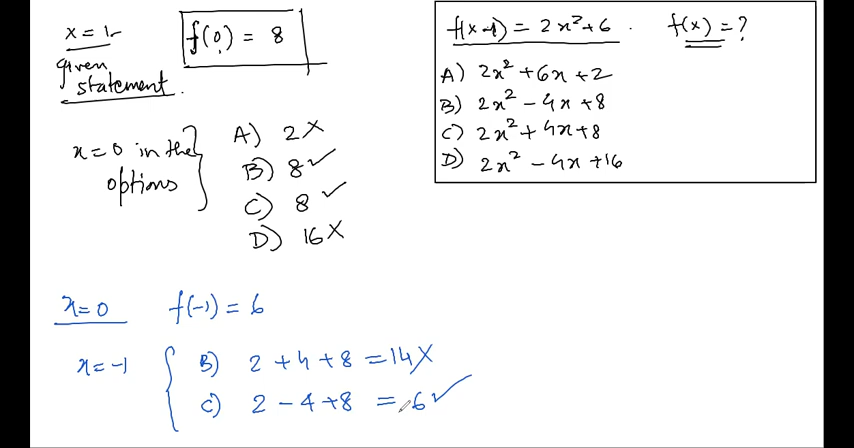 x = 1
given
statement.
f(0) = 8
x = 0 in the
options
A) 2 X
B) 8 ✓
C) 8 ✓
D) 16 X
f(x-1) = 2x²+6. f(x) = ?
A) 2x² + 6x + 2
B) 2x² - 4x + 8
C) 2x² + 4x + 8
D) 2x² - 4x + 16
x = 0 f(-1) = 6
x = -1
B) 2 + 4 + 8 = 14 X
C) 2 - 4 + 8 = 6 ✓